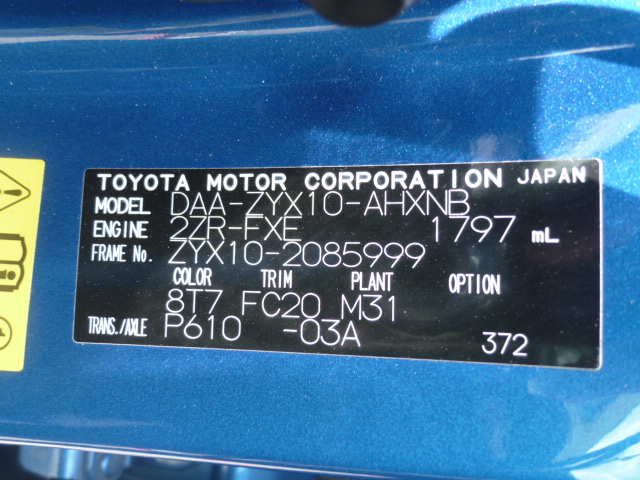 TOYOTA MOTOR CORPORATION JAPAN
MODEL DAA-ZYX10-AHXNB
ENGINE 2ZR-FXE 1797 mL
FRAME No. ZYX10-2085999
COLOR TRIM PLANT OPTION
8T7 FC20 M31
TRANS./AXLE P610 -03A 372